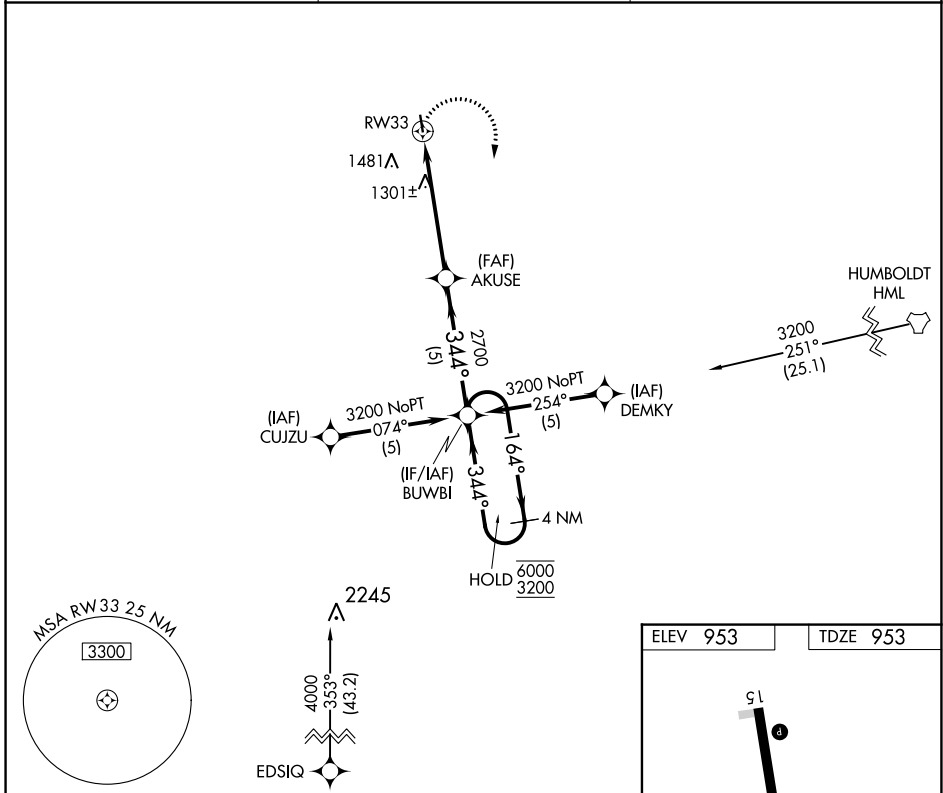 RW33
1481
1301±
(FAF)
AKUSE
HUMBOLDT
HML
3200
251°
(25.1)
2700
344°
(5)
3200 NoPT
254°
(5)
(IAF)
DEMKY
(IAF)
CUJZU
3200 NoPT
074°
(5)
(IF/IAF)
BUWBI
344°
164°
4 NM
HOLD
6000
3200
2245
4000
353°
(43.2)
EDSIQ
MSA RW33 25 NM
3300
ELEV 953
TDZE 953
15
P